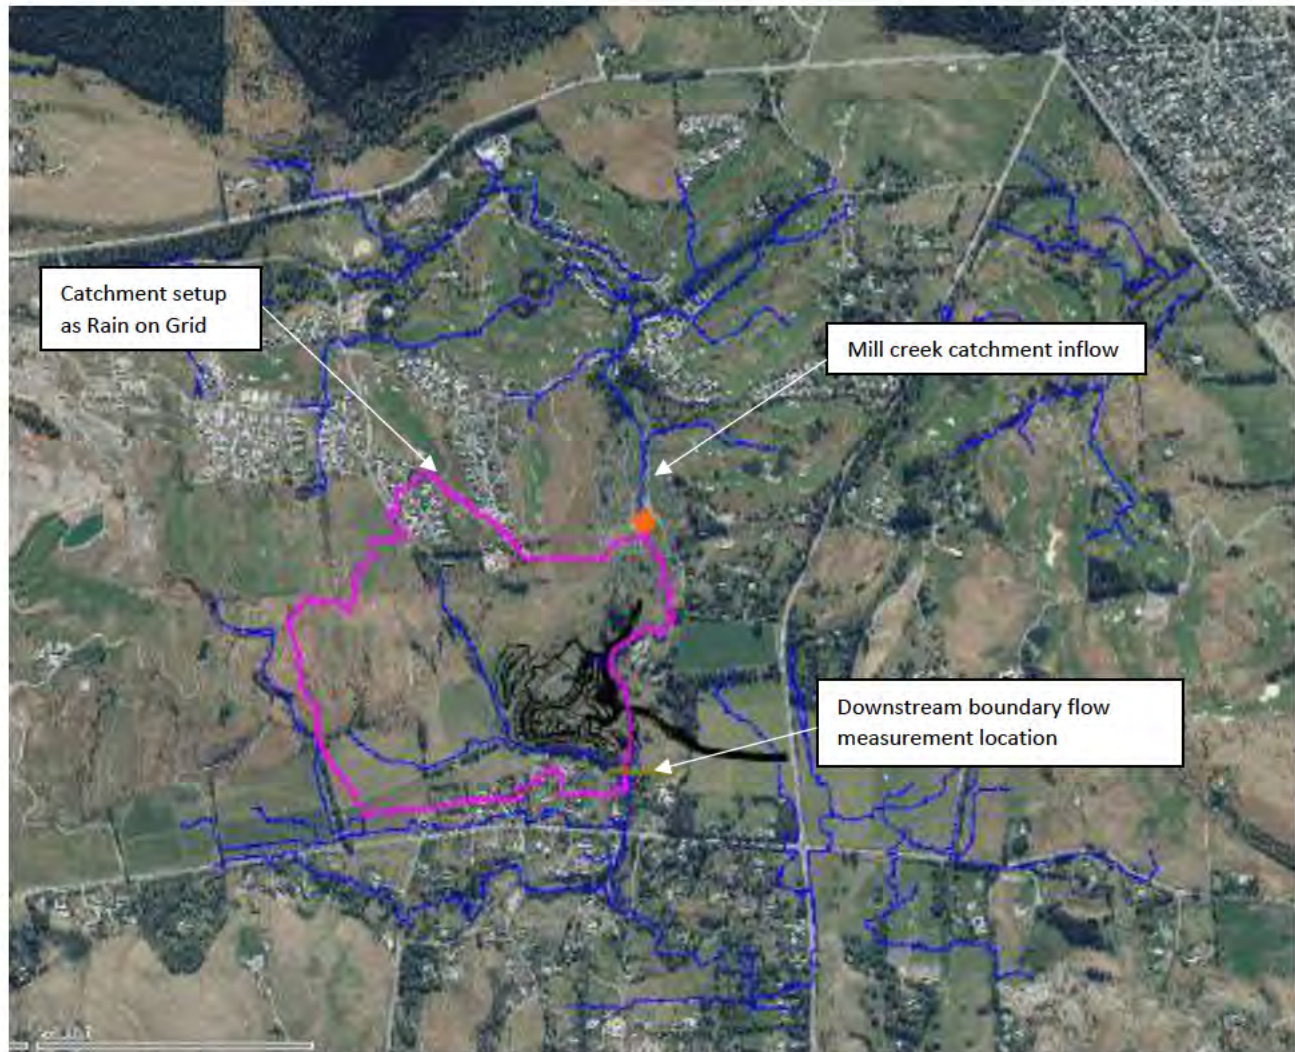 Catchment setup
as Rain on Grid
Mill creek catchment inflow
Downstream boundary flow
measurement location